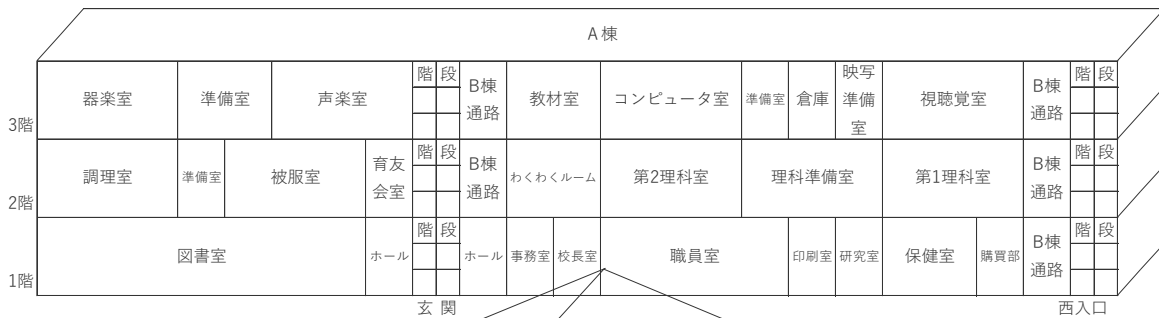 A棟
器楽室 準備室 声楽室 階段 B棟通路 教材室 コンピュータ室 準備室 倉庫 映写準備室 視聴覚室 B棟通路 階段
3階
調理室 準備室 被服室 育友会室 階段 B棟通路 わくわくルーム 第2理科室 理科準備室 第1理科室 B棟通路 階段
2階
図書室 ホール 階段 ホール 事務室 校長室 職員室 印刷室 研究室 保健室 購買部 B棟通路 階段
1階
玄関 西入口